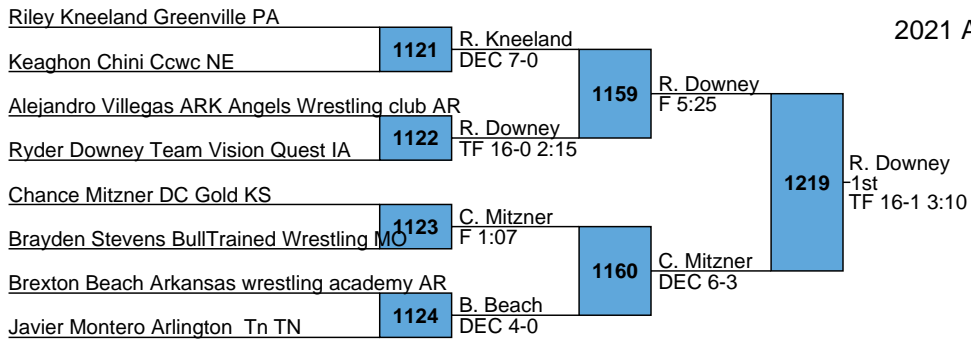 Riley Kneeland Greenville PA
2021 A
1121
R. Kneeland
DEC 7-0
Keaghon Chini Ccwc NE
1159
R. Downey
F 5:25
Alejandro Villegas ARK Angels Wrestling club AR
1122
R. Downey
TF 16-0 2:15
Ryder Downey Team Vision Quest IA
1219
R. Downey
1st
TF 16-1 3:10
Chance Mitzner DC Gold KS
1123
C. Mitzner
F 1:07
Brayden Stevens BullTrained Wrestling MO
1160
C. Mitzner
DEC 6-3
Brexton Beach Arkansas wrestling academy AR
1124
B. Beach
DEC 4-0
Javier Montero Arlington  Tn TN